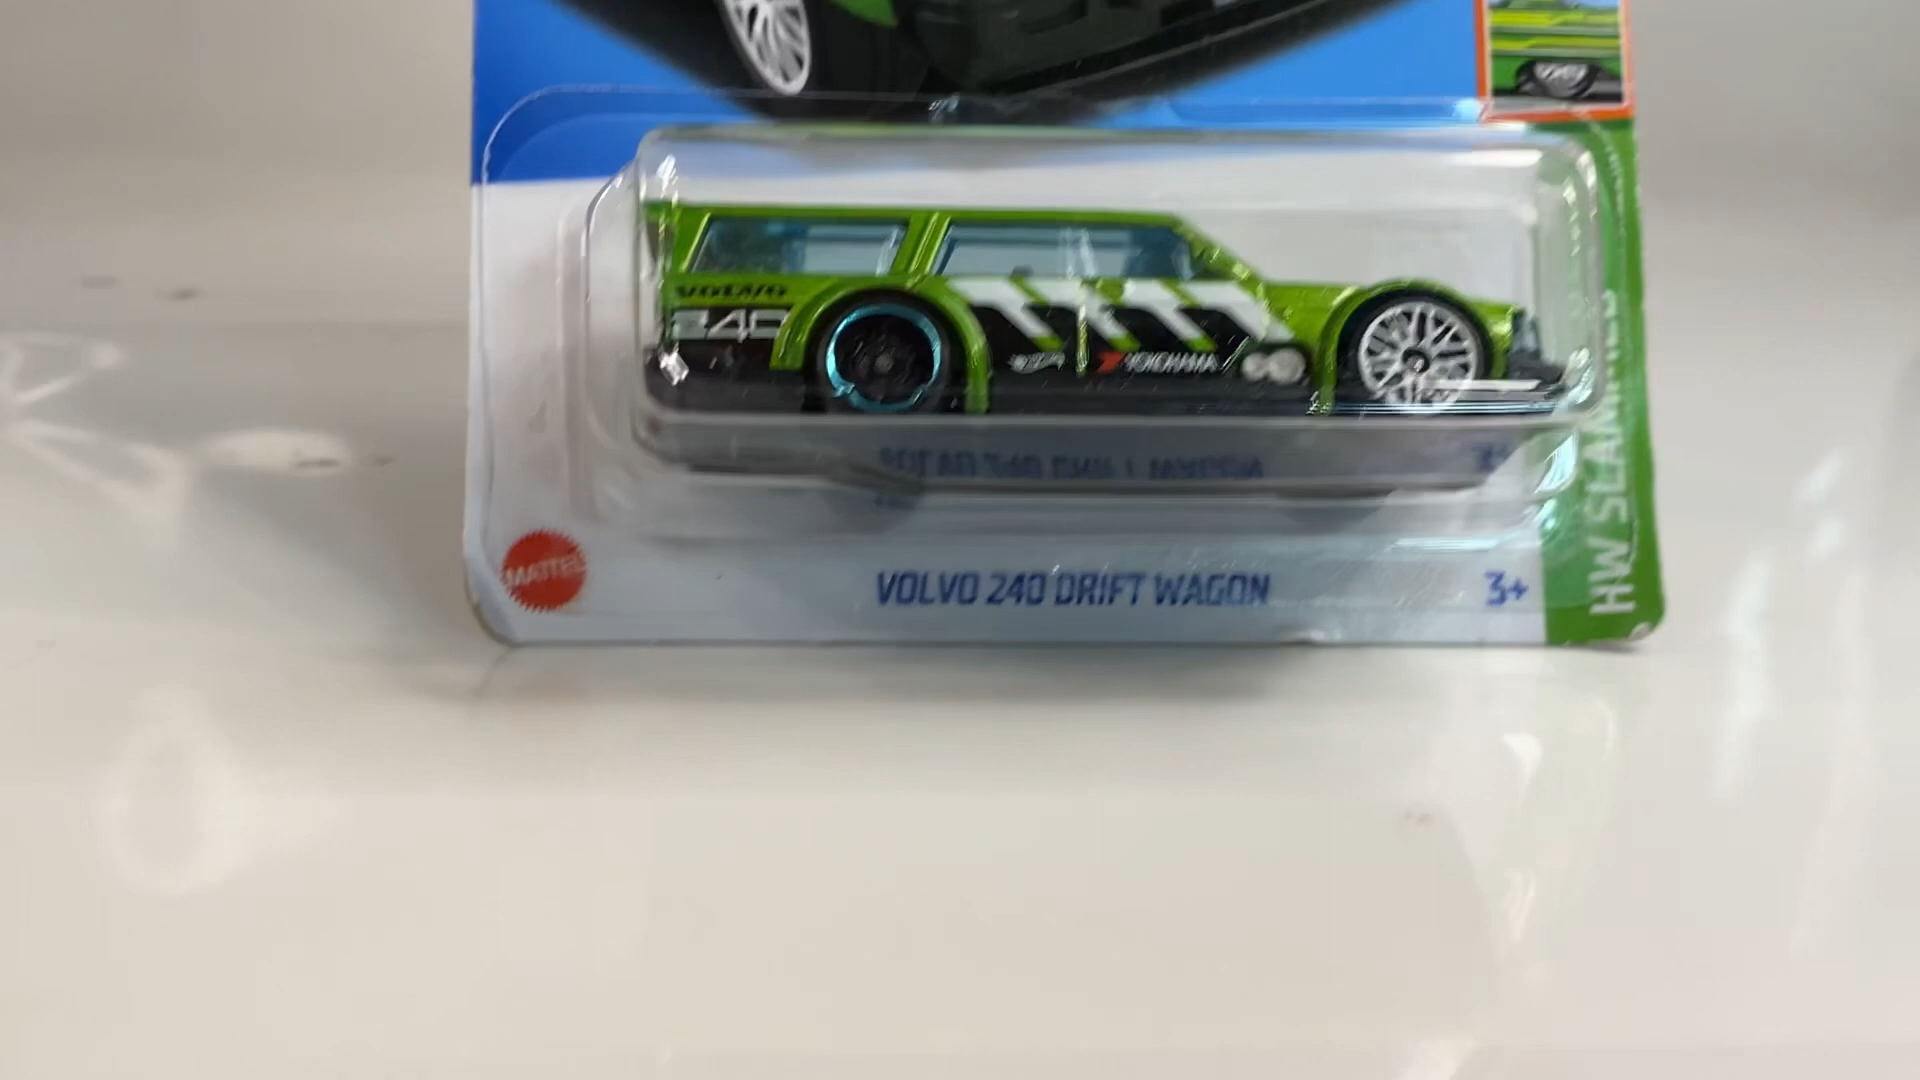 VOLVO
240
YOKOHAMA
MATTEL
VOLVO 240 DRIFT WAGON
3+
HW SLAMMED